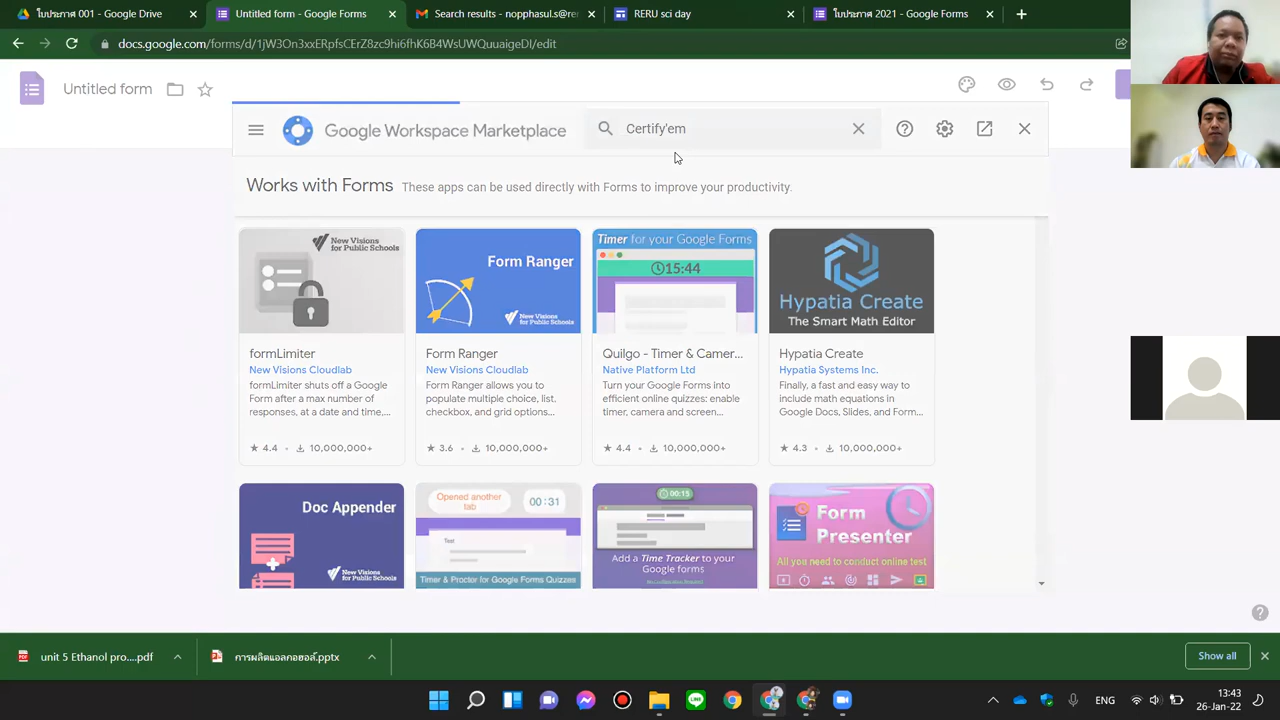 ใบประกาศ 001 - Google Drive
Untitled form - Google Forms
Search results - nopphasul.s@rer
RERU sci day
ใบประกาศ 2021 - Google Forms
docs.google.com/forms/d/1jW3On3xxERpfsCErZ8zc9hi6fhK6B4WsUWQuuaigeDI/edit
Untitled form
Google Workspace Marketplace
Certify'em
Works with Forms These apps can be used directly with Forms to improve your productivity.
New Visions for Public Schools
formLimiter
New Visions Cloudlab
formLimiter shuts off a Google
Form after a max number of
responses, at a date and time,...
4.4 • 10,000,000+
Form Ranger
New Visions for Public Schools
Form Ranger
New Visions Cloudlab
Form Ranger allows you to
populate multiple choice, list.
checkbox, and grid options...
3.6 • 10,000,000+
Timer for your Google Forms
15:44
Quilgo - Timer & Camer...
Native Platform Ltd
Turn your Google Forms into
efficient online quizzes: enable
timer, camera and screen...
4.4 • 10,000,000+
Hypatia Create
The Smart Math Editor
Hypatia Create
Hypatia Systems Inc.
Finally, a fast and easy way to
include math equations in
Google Docs, Slides, and Form...
4.3 • 10,000,000+
Doc Appender
New Visions for Public Schools
Opened another
tab
00:31
Test
Timer & Proctor for Google Forms Quizzes
00:15
Add a Time Tracker to your
Google forms
Form
Presenter
All you need to conduct online test
unit 5 Ethanol pro....pdf
การผลิตแอลกอฮอล์.pptx
Show all
ENG
13:43
26-Jan-22